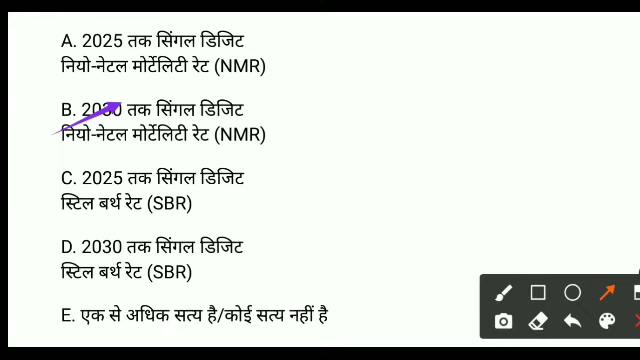 A. 2025 तक सिंगल डिजिट
नियो-नेटल मोर्टेलिटी रेट (NMR)
B. 2030 तक सिंगल डिजिट
नियो-नेटल मोर्टेलिटी रेट (NMR)
C. 2025 तक सिंगल डिजिट
स्टिल बर्थ रेट (SBR)
D. 2030 तक सिंगल डिजिट
स्टिल बर्थ रेट (SBR)
E. एक से अधिक सत्य है/कोई सत्य नहीं है